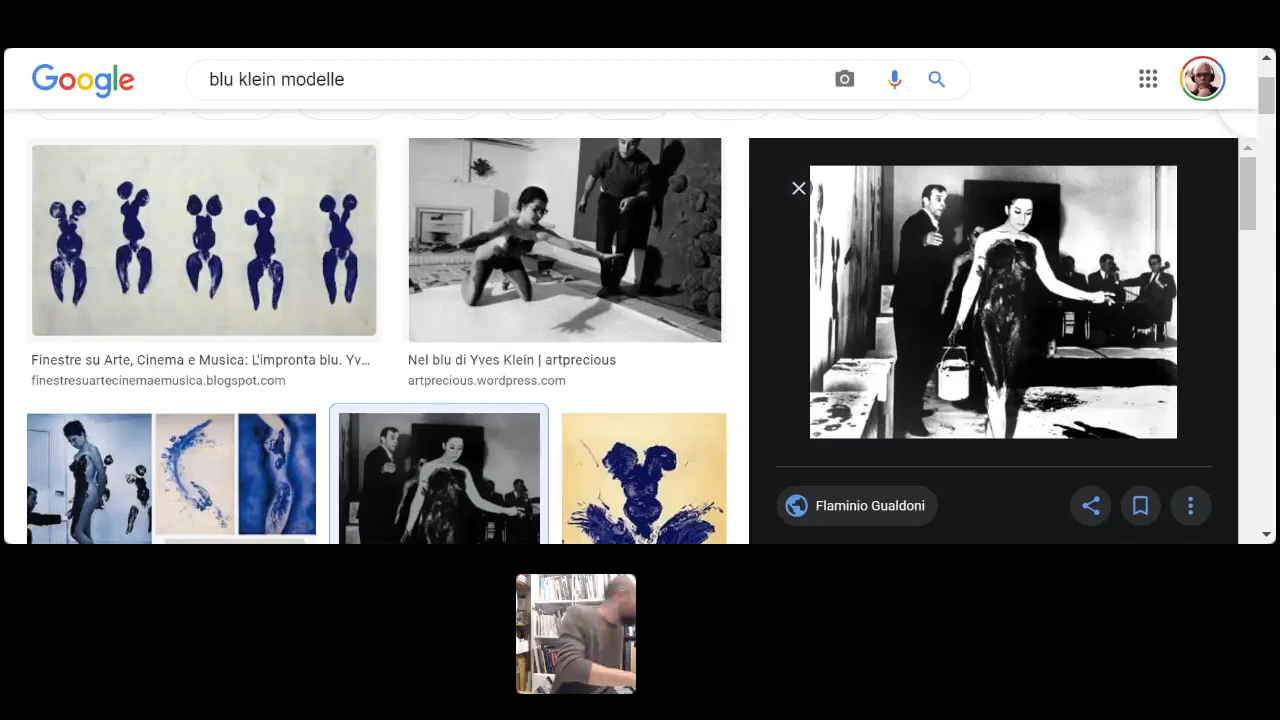 Google
blu klein modelle
Finestre su Arte, Cinema e Musica: L'impronta blu. Yv...
finestresuartecinemaemusica.blogspot.com
Nel blu di Yves Klein | artprecious
artprecious.wordpress.com
Flaminio Gualdoni